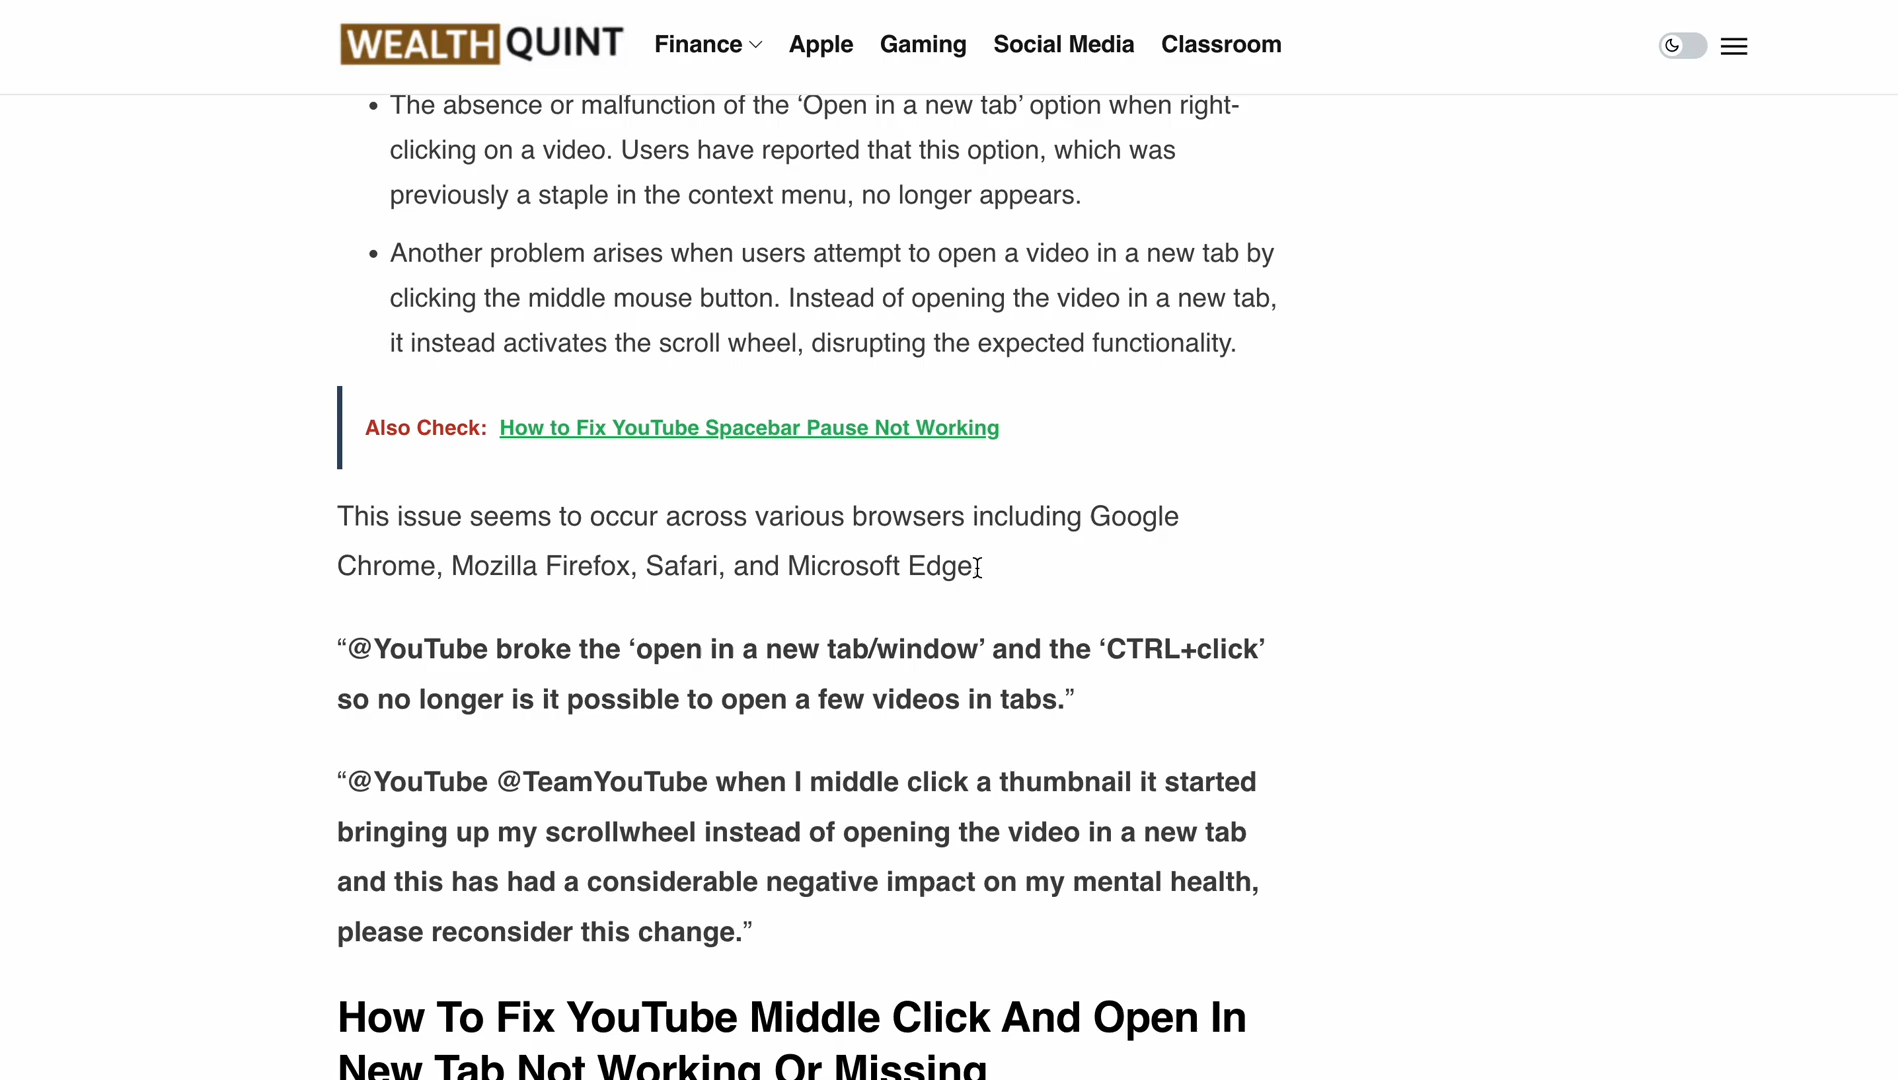 WEALTH QUINT Finance Apple Gaming Social Media Classroom
• The absence or malfunction of the ‘Open in a new tab’ option when right-
clicking on a video. Users have reported that this option, which was
previously a staple in the context menu, no longer appears.
• Another problem arises when users attempt to open a video in a new tab by
clicking the middle mouse button. Instead of opening the video in a new tab,
it instead activates the scroll wheel, disrupting the expected functionality.
Also Check: How to Fix YouTube Spacebar Pause Not Working
This issue seems to occur across various browsers including Google
Chrome, Mozilla Firefox, Safari, and Microsoft Edge.
“@YouTube broke the ‘open in a new tab/window’ and the ‘CTRL+click’
so no longer is it possible to open a few videos in tabs.”
“@YouTube @TeamYouTube when I middle click a thumbnail it started
bringing up my scrollwheel instead of opening the video in a new tab
and this has had a considerable negative impact on my mental health,
please reconsider this change.”
How To Fix YouTube Middle Click And Open In
New Tab Not Working Or Missing